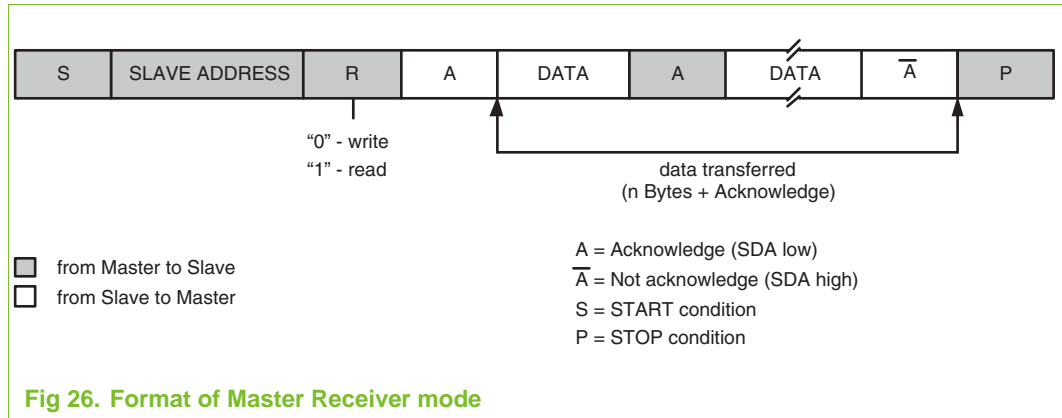 S SLAVE ADDRESS R A DATA A DATA A̅ P
“0” - write
“1” - read
data transferred
(n Bytes + Acknowledge)
from Master to Slave
from Slave to Master
A = Acknowledge (SDA low)
A̅ = Not acknowledge (SDA high)
S = START condition
P = STOP condition
Fig 26. Format of Master Receiver mode